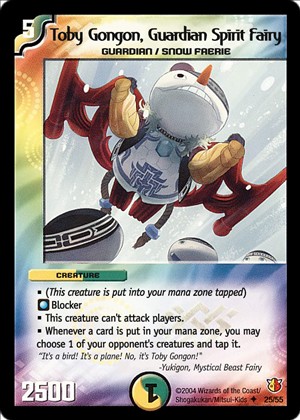 5
Toby Gongon, Guardian Spirit Fairy
GUARDIAN / SNOW FAERIE
CREATURE
(This creature is put into your mana zone tapped)
Blocker
This creature can't attack players.
Whenever a card is put in your mana zone, you may
choose 1 of your opponent's creatures and tap it.
"It's a bird! It's a plane! No, it's Toby Gongon!"
-Yukigon, Mystical Beast Fairy
2500
©2004 Wizards of the Coast/
Shogakukan/Mitsui-Kids
25/55